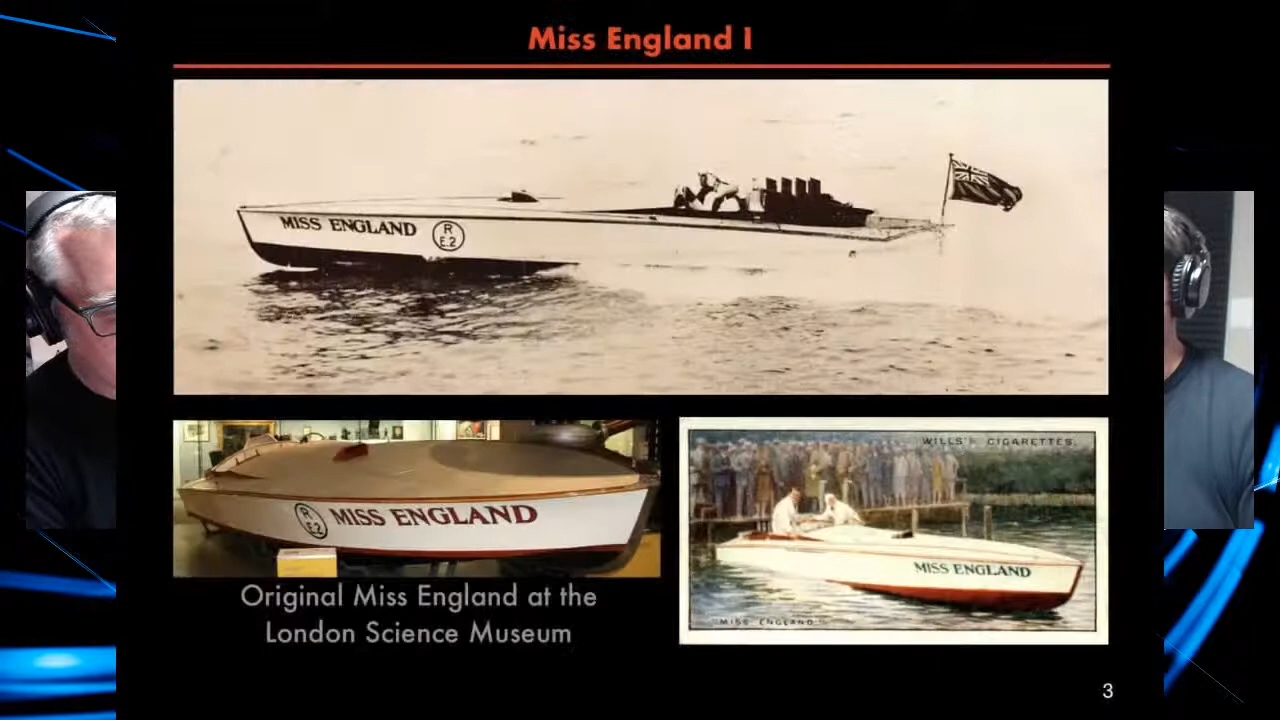 Miss England I
MISS ENGLAND
R
E.2
R
E.2
MISS ENGLAND
WILLS'S CIGARETTES.
MISS ENGLAND
"MISS ENGLAND."
Original Miss England at the
London Science Museum
3